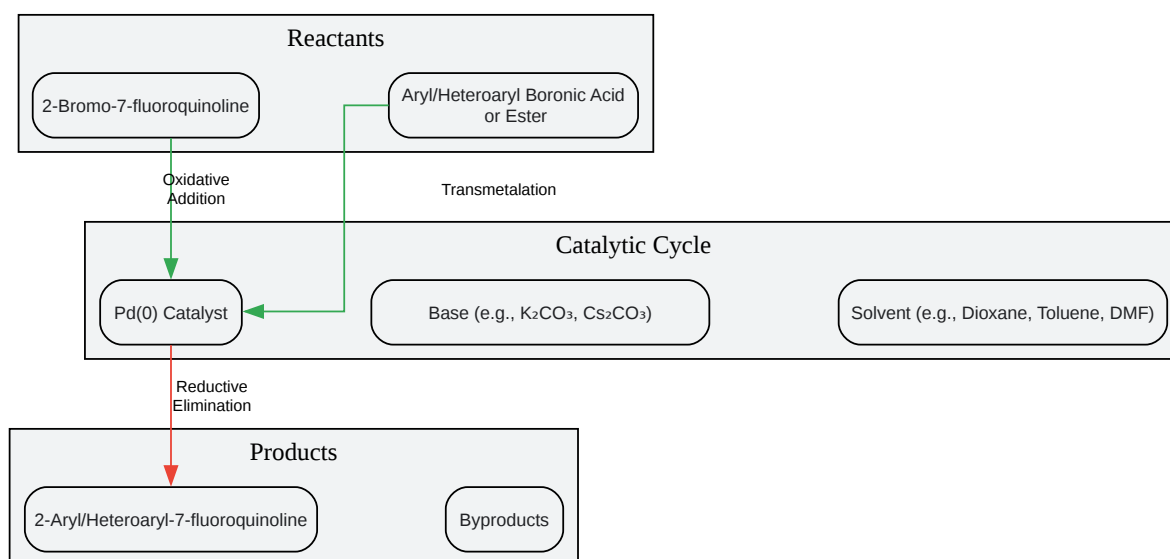 Reactants
2-Bromo-7-fluoroquinoline
Aryl/Heteroaryl Boronic Acid
or Ester
Oxidative
Addition
Transmetalation
Catalytic Cycle
Pd(0) Catalyst
Base (e.g., K₂CO₃, Cs₂CO₃)
Solvent (e.g., Dioxane, Toluene, DMF)
Reductive
Elimination
Products
2-Aryl/Heteroaryl-7-fluoroquinoline
Byproducts